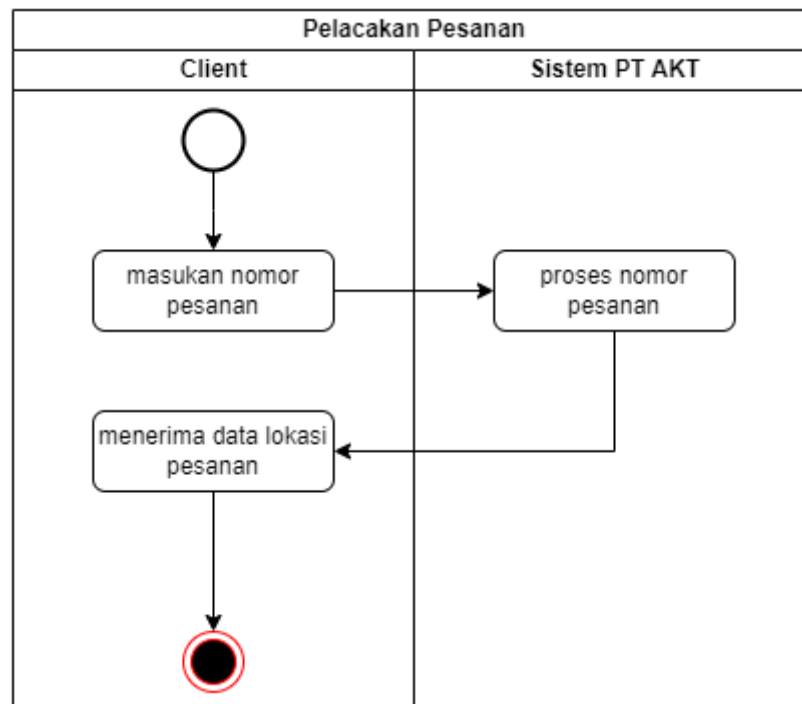 Pelacakan Pesanan
Client
Sistem PT AKT
masukan nomor
pesanan
proses nomor
pesanan
menerima data lokasi
pesanan